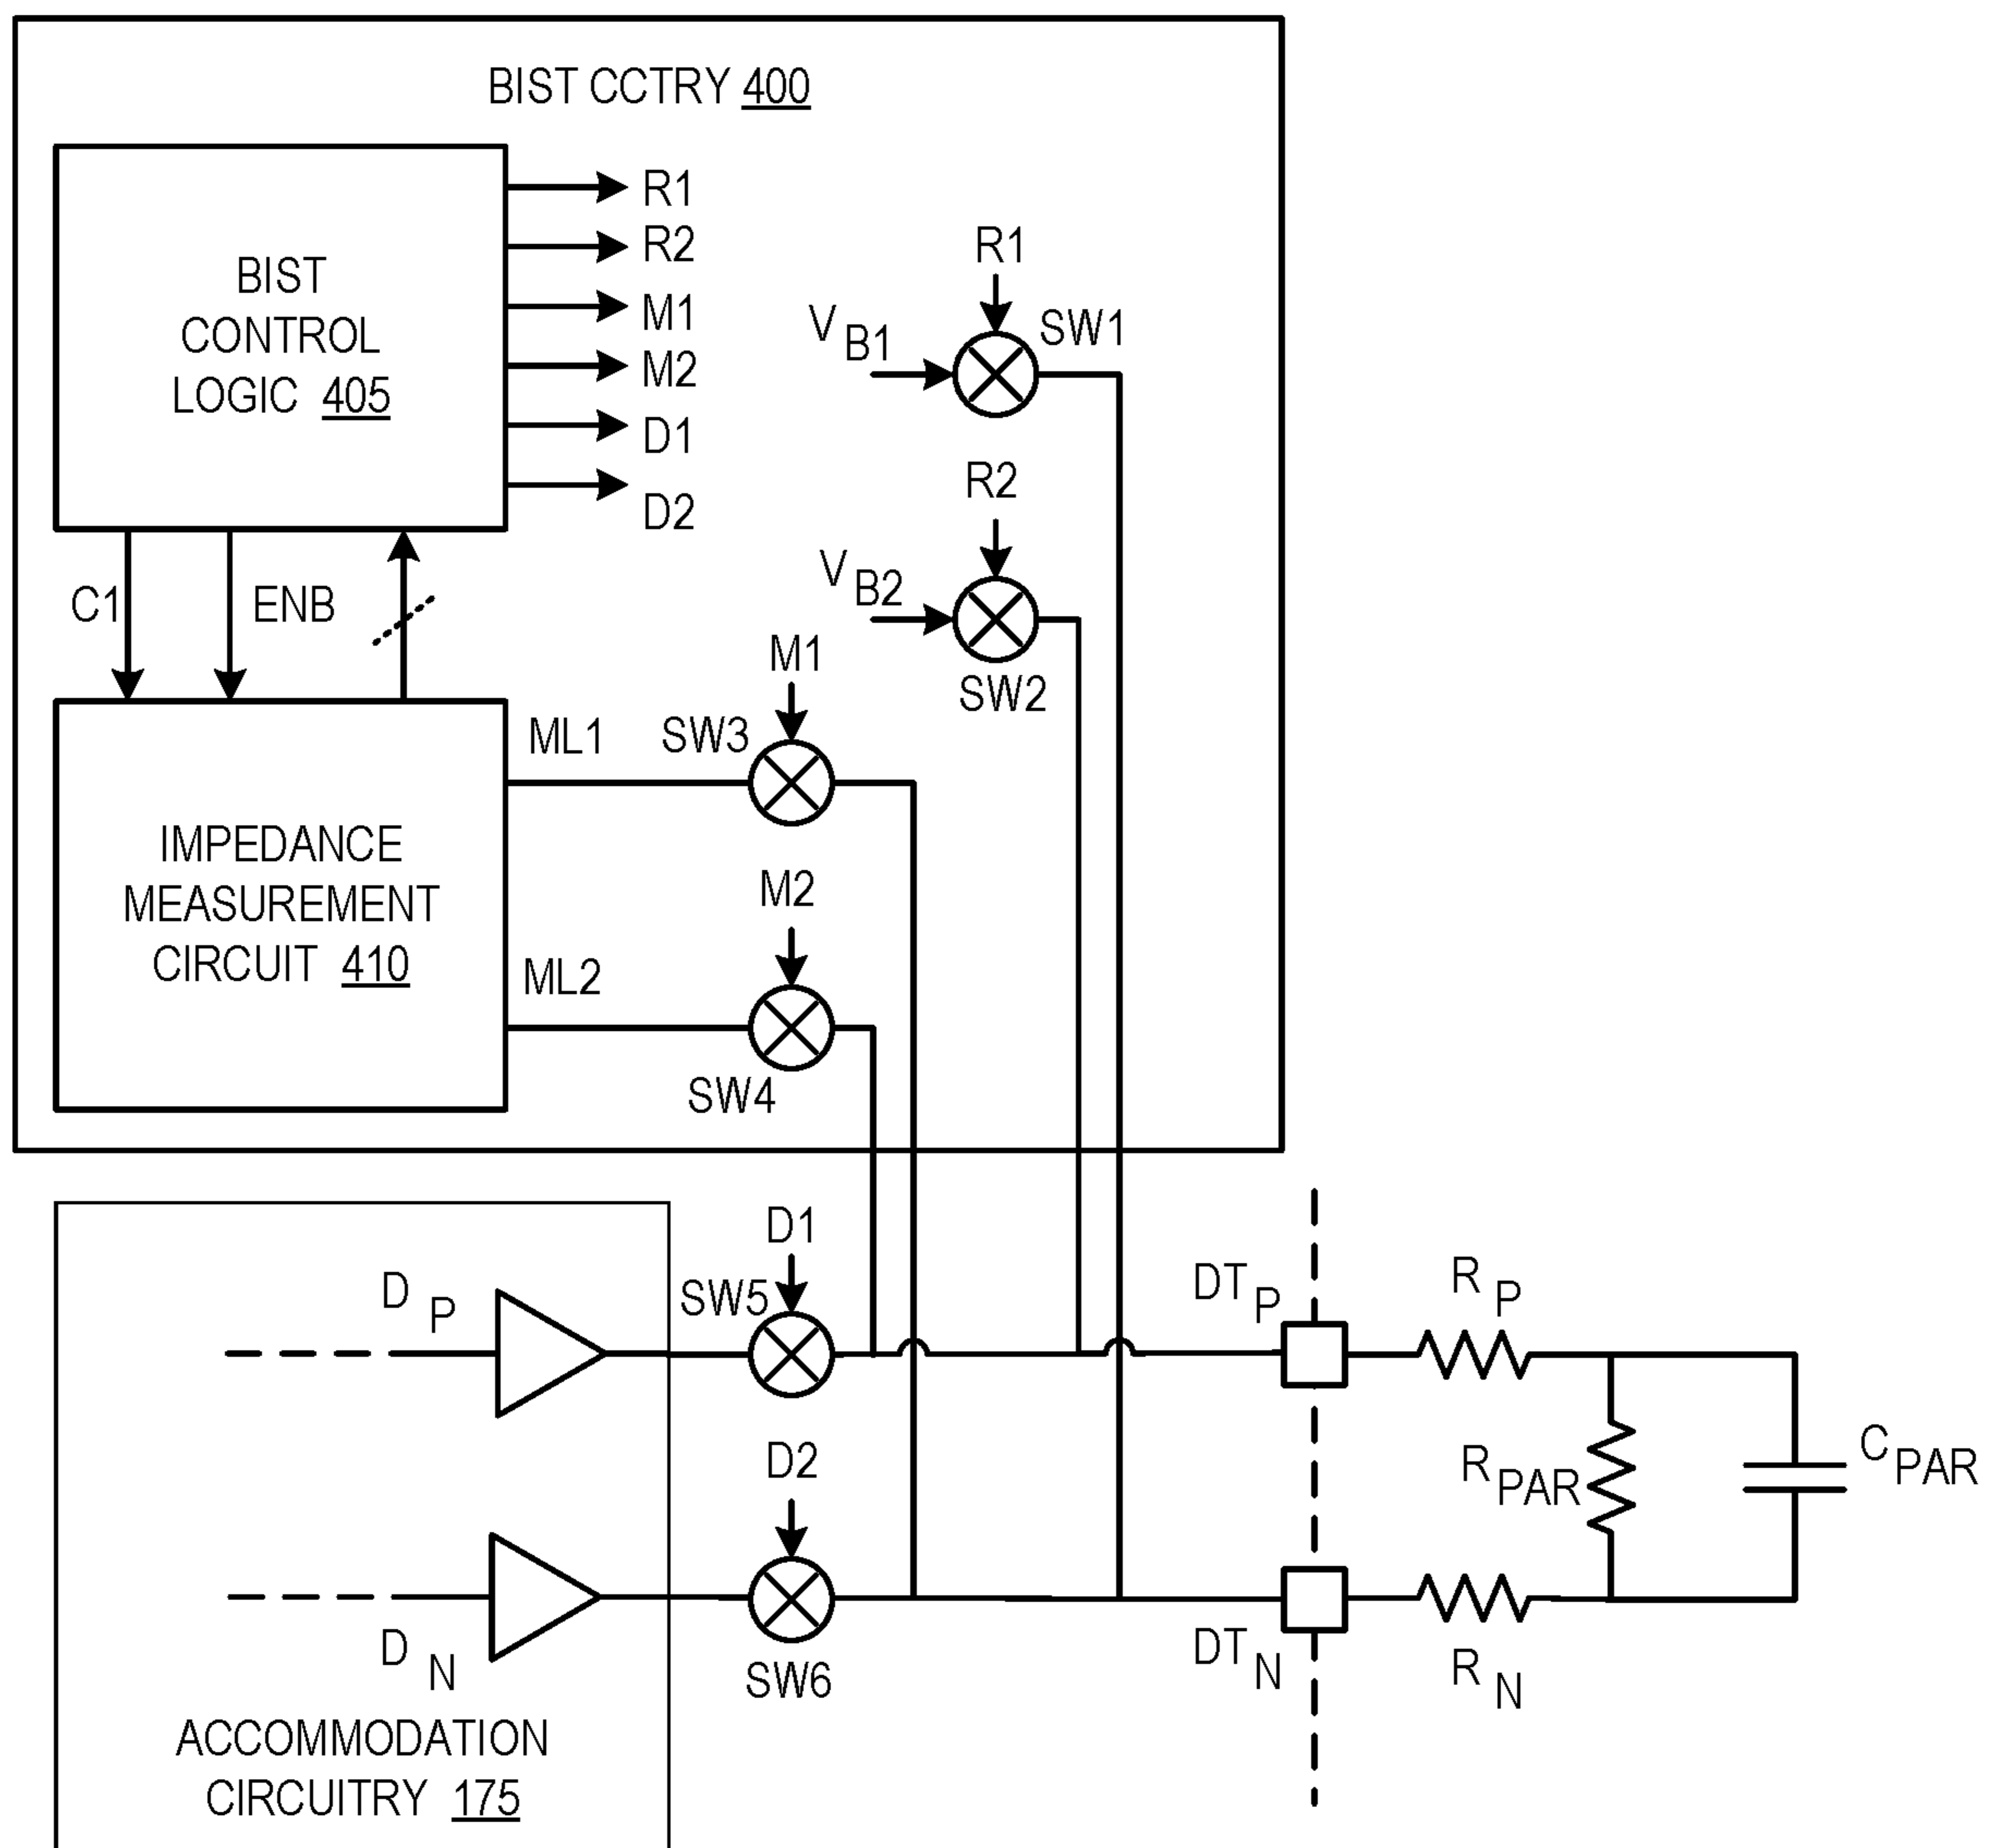 BIST CCTRY 400
BIST
CONTROL
LOGIC 405
R1
R2
M1
M2
D1
D2
R1
V B1
SW1
R2
V B2
SW2
C1
ENB
M1
ML1
SW3
IMPEDANCE
MEASUREMENT
CIRCUIT 410
M2
ML2
SW4
D1
D P
SW5
DT P
R P
D2
R PAR
C PAR
D N
SW6
DT N
R N
ACCOMMODATION
CIRCUITRY 175